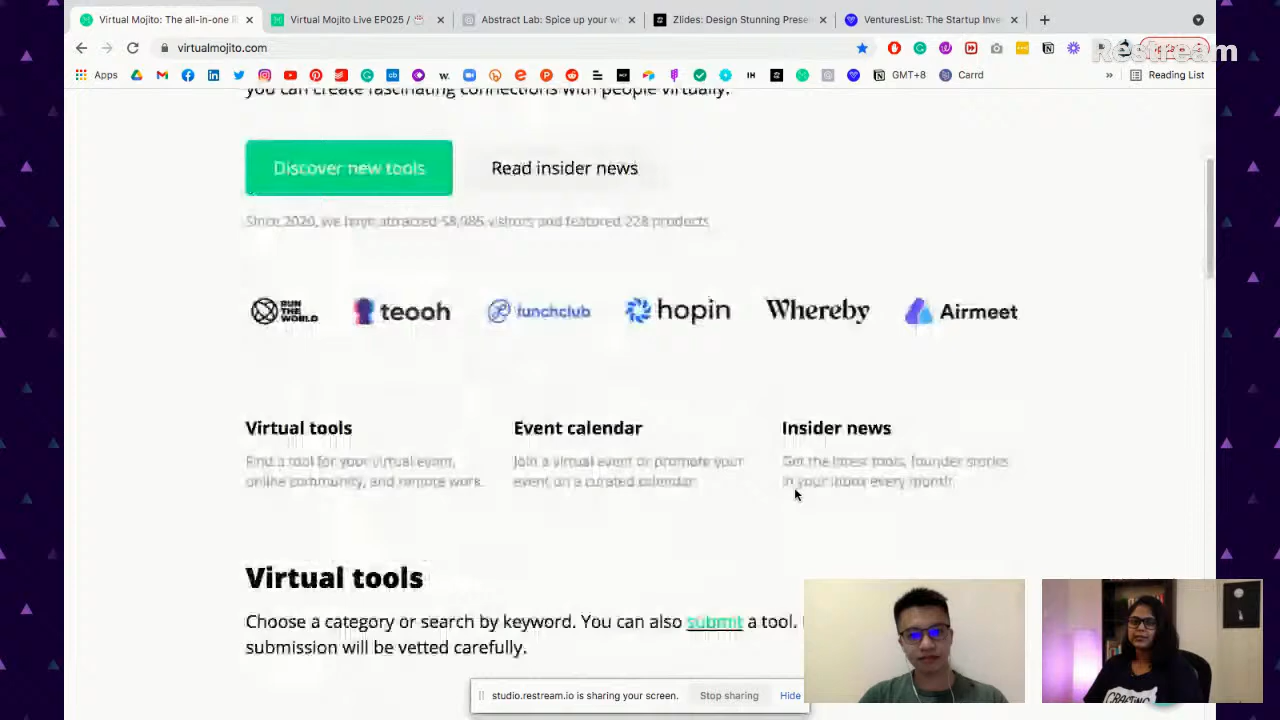 Virtual Mojito: The all-in-one R
Virtual Mojito Live EP025 /
Abstract Lab: Spice up your w
Zlides: Design Stunning Prese
VenturesList: The Startup Inve
virtualmojito.com
Restream
Apps
GMT+8
Carrd
Reading List
you can create fascinating connections with people virtually.
Discover new tools
Read insider news
Since 2020, we have attracted 58,985 visitors and featured 228 products
RUN THE WORLD
teooh
lunchclub
hopin
Whereby
Airmeet
Virtual tools
Event calendar
Insider news
Find a tool for your virtual event,
online community, and remote work.
Join a virtual event or promote your
event on a curated calendar.
Get the latest tools, founder stories
in your inbox every month.
Virtual tools
Choose a category or search by keyword. You can also submit a tool.
submission will be vetted carefully.
studio.restream.io is sharing your screen.
Stop sharing
Hide